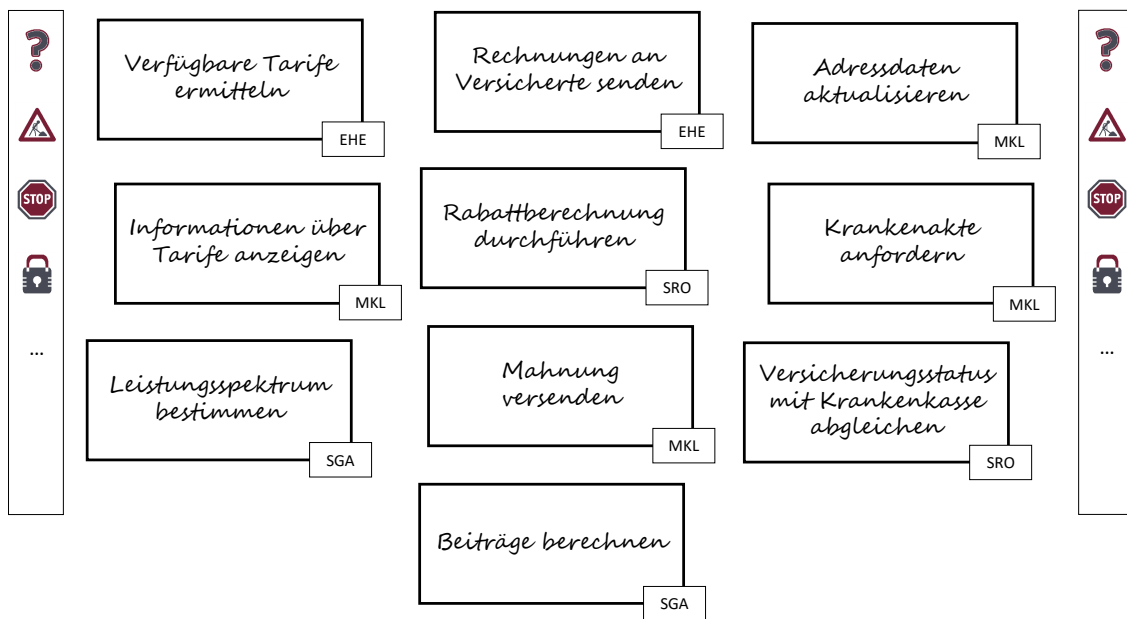 Verfügbare Tarife
ermitteln
EHE
Rechnungen an
Versicherte senden
EHE
Adressdaten
aktualisieren
MKL
Informationen über
Tarife anzeigen
MKL
Rabattberechnung
durchführen
SRO
Krankenakte
anfordern
MKL
Leistungsspektrum
bestimmen
SGA
Mahnung
versenden
MKL
Versicherungsstatus
mit Krankenkasse
abgleichen
SRO
Beiträge berechnen
SGA
?
STOP
...
?
STOP
...